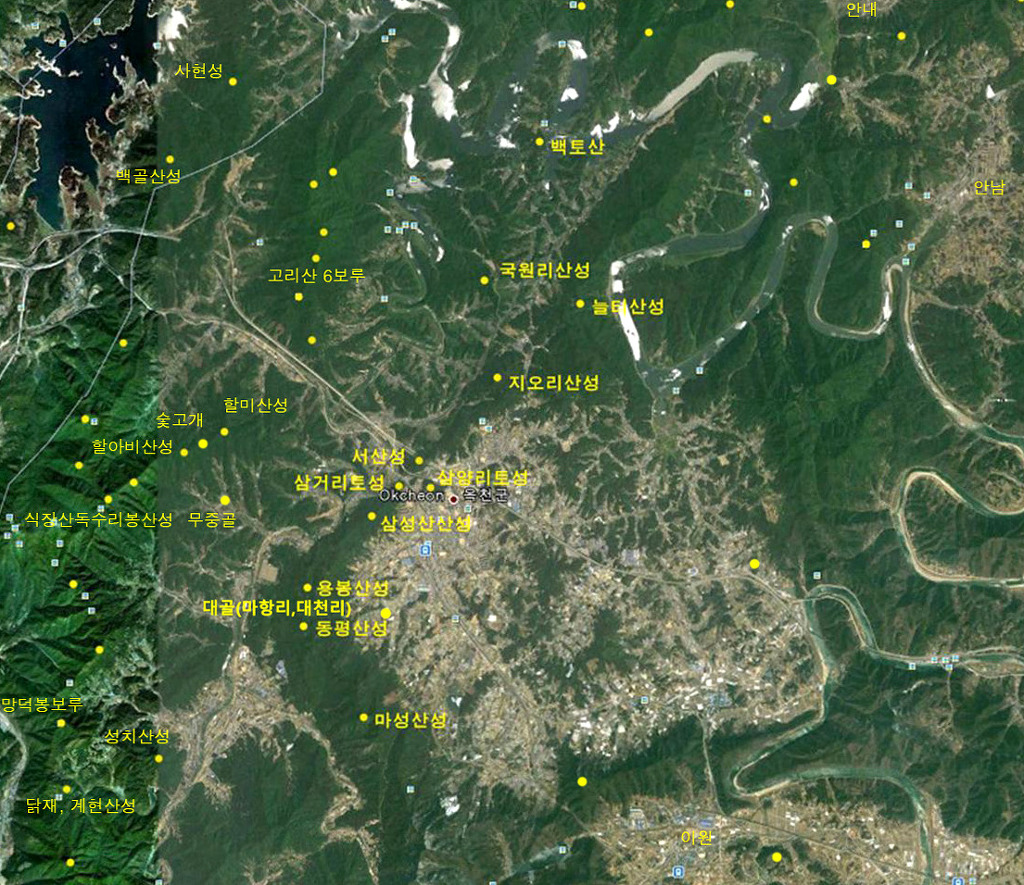 안내
사현성
백토산
백골산성
안남
국원리산성
고리산 6보루
늘티산성
지오리산성
할미산성
숯고개
할아비산성
서산성
삼양리토성
삼거리토성
Okcheon 옥천군
식장산독수리봉산성 무중골
삼성산산성
용봉산성
대골(마항리,대천리)
동평산성
망덕봉보루
마성산성
성치산성
닭재, 계현산성
이완